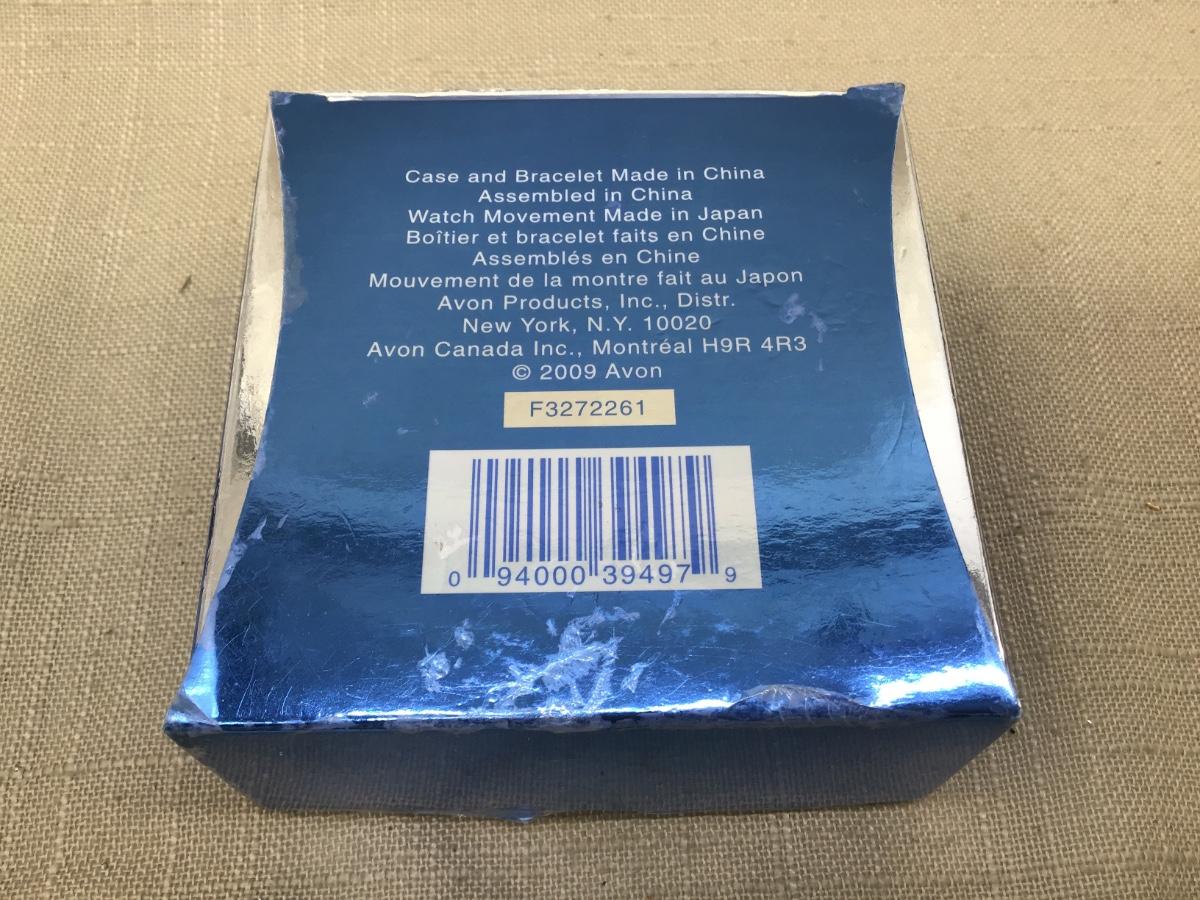 Case and Bracelet Made in China
Assembled in China
Watch Movement Made in Japan
Boîtier et bracelet faits en Chine
Assemblés en Chine
Mouvement de la montre fait au Japon
Avon Products, Inc., Distr.
New York, N.Y. 10020
Avon Canada Inc., Montréal H9R 4R3
© 2009 Avon
F3272261
0 94000 39497 9